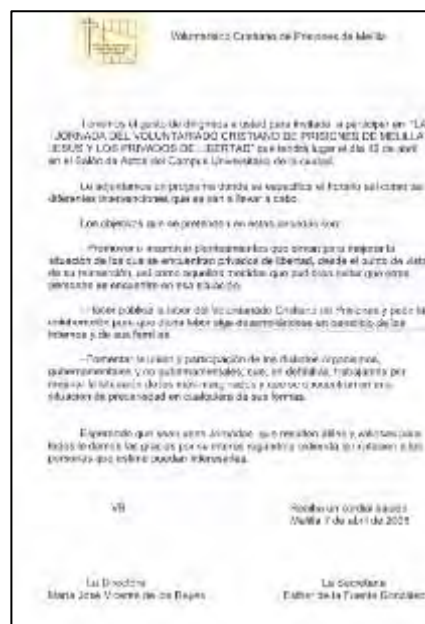 Voluntariado Cristiano de Prisiones de Melilla
Tenemos el gusto de dirigirnos a usted para invitarle a participar en "LA
JORNADA DEL VOLUNTARIADO CRISTIANO DE PRISIONES DE MELILLA
JESUS Y LOS PRIVADOS DE LIBERTAD" que tendrá lugar el día de abril
en el Salón de Actos del Campus Universitario de la ciudad.
Le adjuntamos un programa donde se especifica el horario así como las
diferentes intervenciones que se van a llevar a cabo.
Los objetivos que se pretenden en estas Jornadas son:
- Promover e incentivar planteamientos que sirvan para mejorar la
situación de los que se encuentran privados de libertad, desde el punto de vista
de su reinserción, así como aquellas medidas que pudieran evitar que otras
personas se encuentren en esa situación.
- Hacer pública la labor del Voluntariado Cristiano de Prisiones y pedir la
colaboración para que dicha labor siga desarrollándose en beneficio de los
internos y de sus familias.
- Fomentar la unión y participación de los distintos organismos,
gubernamentales y no gubernamentales, que, en definitiva, trabajamos por
mejorar la situación de los más marginados y que se encuentran en una
situación de precariedad en cualquiera de sus formas.
Esperando que sean unas Jornadas que resulten útiles y valiosas para
todos le damos las gracias por su interés rogándole extienda la invitación a las
personas que estime puedan interesarles.
VB
Reciba un cordial saludo
Melilla 7 de abril de
La Directora
María José Vicente de los Reyes
La Secretaria
Esther de la Fuente González